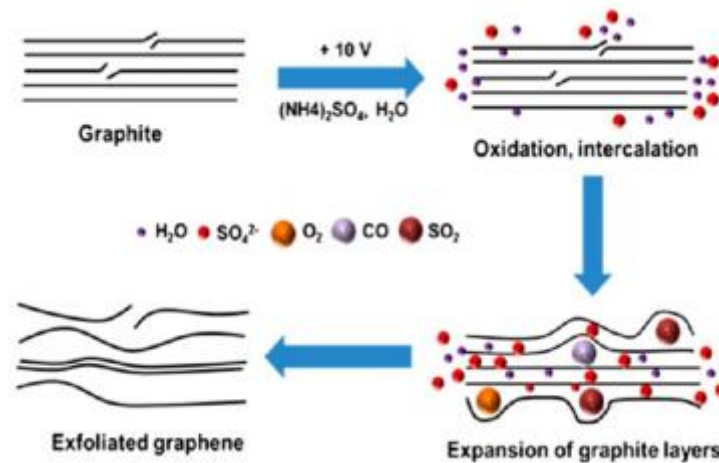 + 10 V
(NH4)₂SO₄, H₂O
Graphite
Oxidation, intercalation
H₂O SO₄²⁻ O₂ CO SO₂
Exfoliated graphene
Expansion of graphite layers